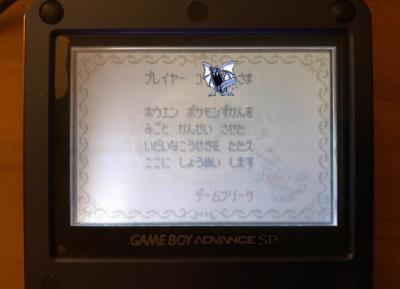 プレイヤー さま
ホウエン ポケモンずかんを
みごと かんせい させた
いだいなこうせきを たたえ
ここに しょうめい します
ゲームフリーク
GAME BOY ADVANCE SP